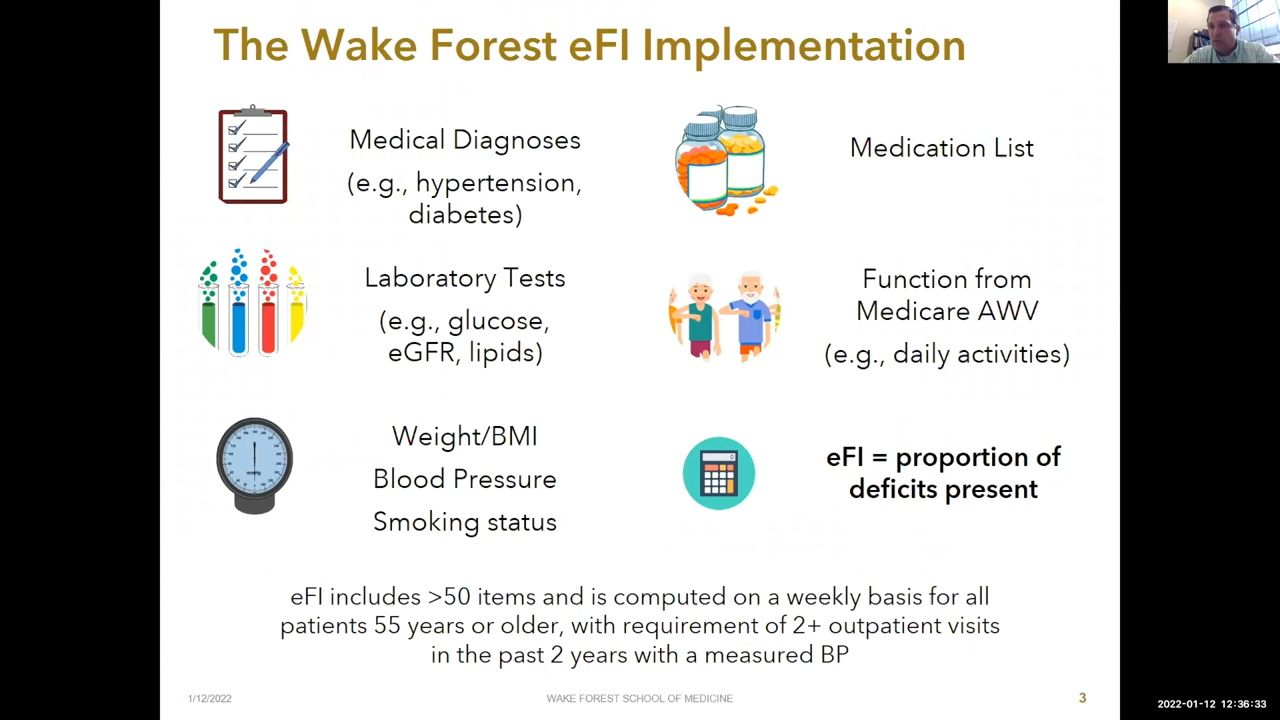 The Wake Forest eFI Implementation
Medical Diagnoses
(e.g., hypertension,
diabetes)
Medication List
Laboratory Tests
(e.g., glucose,
eGFR, lipids)
Function from
Medicare AWV
(e.g., daily activities)
Weight/BMI
Blood Pressure
Smoking status
eFI = proportion of
deficits present
eFI includes >50 items and is computed on a weekly basis for all
patients 55 years or older, with requirement of 2+ outpatient visits
in the past 2 years with a measured BP
1/12/2022
WAKE FOREST SCHOOL OF MEDICINE
3
2022-01-12 12:36:33